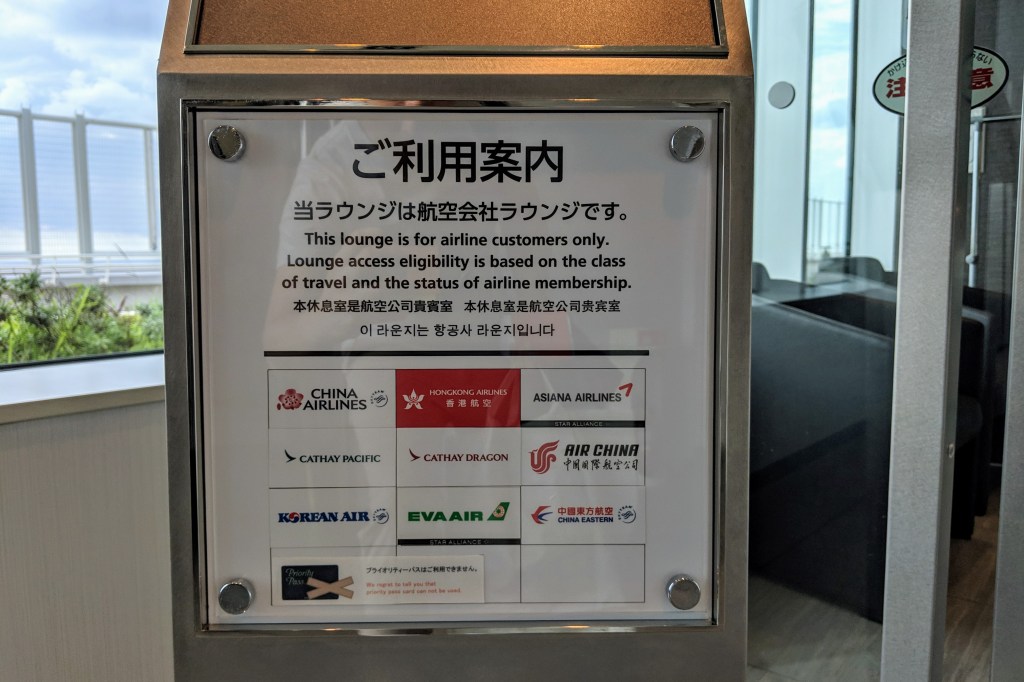 ご利用案内
当ラウンジは航空会社ラウンジです。
This lounge is for airline customers only.
Lounge access eligibility is based on the class
of travel and the status of airline membership.
本休息室是航空公司貴賓室 本休息室是航空公司贵宾室
이 라운지는 항공사 라운지입니다
CHINA AIRLINES
HONGKONG AIRLINES
香港航空
ASIANA AIRLINES
STAR ALLIANCE
CATHAY PACIFIC
CATHAY DRAGON
AIR CHINA
中国国際航空公司
KOREAN AIR
EVA AIR
STAR ALLIANCE
中國東方航空
CHINA EASTERN
Priority Pass
プライオリティーパスはご利用できません。
We regret to tell you that
priority pass card can not be used.
注
意